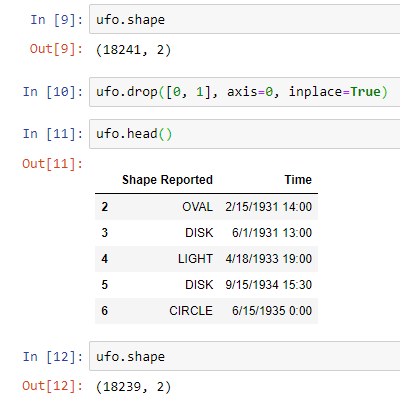 In [9]: ufo.shape
Out[9]: (18241, 2)
In [10]: ufo.drop([0, 1], axis=0, inplace=True)
In [11]: ufo.head()
Out[11]:
Shape Reported Time
2 OVAL 2/15/1931 14:00
3 DISK 6/1/1931 13:00
4 LIGHT 4/18/1933 19:00
5 DISK 9/15/1934 15:30
6 CIRCLE 6/15/1935 0:00
In [12]: ufo.shape
Out[12]: (18239, 2)